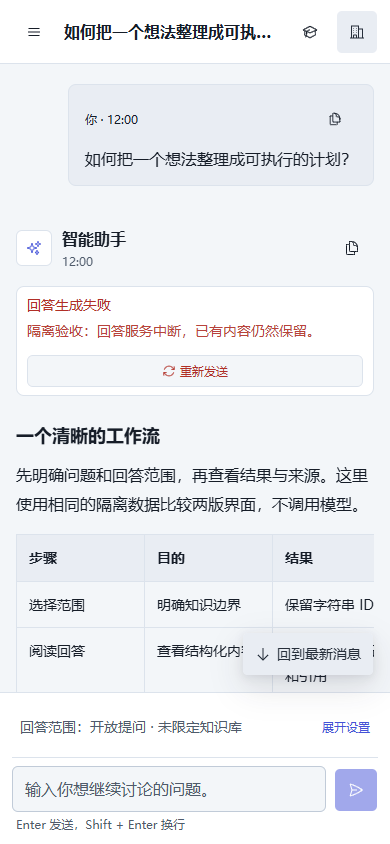 如何把一个想法整理成可执...
你 · 12:00
如何把一个想法整理成可执行的计划？
智能助手
12:00
回答生成失败
隔离验收：回答服务中断，已有内容仍然保留。
重新发送
一个清晰的工作流
先明确问题和回答范围，再查看结果与来源。这里
使用相同的隔离数据比较两版界面，不调用模型。
步骤 目的 结果
选择范围 明确知识边界 保留字符串 ID
阅读回答 查看结构化内
和引用
回到最新消息
回答范围：开放提问 · 未限定知识库
展开设置
输入你想继续讨论的问题。
Enter 发送，Shift + Enter 换行